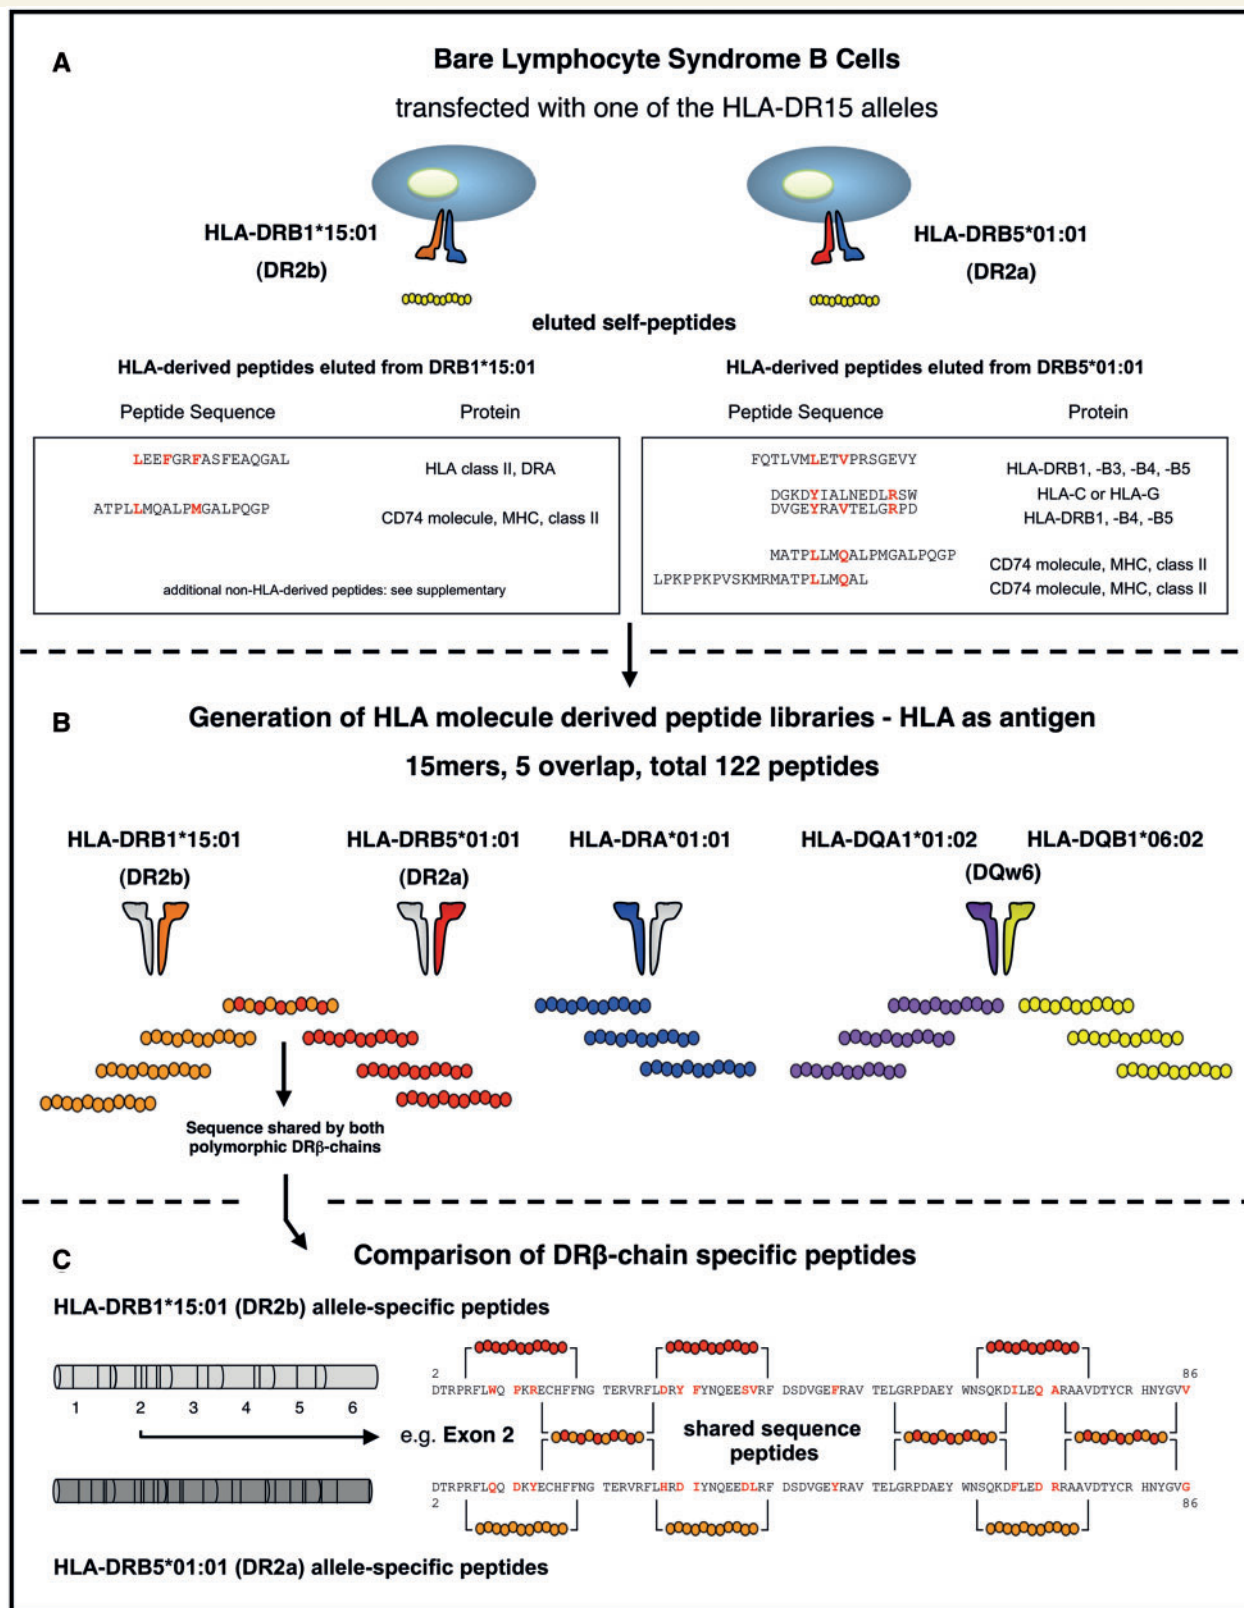 A
Bare Lymphocyte Syndrome B Cells
transfected with one of the HLA-DR15 alleles
HLA-DRB1*15:01
(DR2b)
HLA-DRB5*01:01
(DR2a)
eluted self-peptides
HLA-derived peptides eluted from DRB1*15:01
Peptide Sequence Protein
LEEFGRFASFEAQGAL HLA class II, DRA
ATPLLMQALPMGALPQGP CD74 molecule, MHC, class II
additional non-HLA-derived peptides: see supplementary
HLA-derived peptides eluted from DRB5*01:01
Peptide Sequence Protein
FQTLVMLETVPRSGEVY HLA-DRB1, -B3, -B4, -B5
DGKDYIALNEDLRSW HLA-C or HLA-G
DVGEYRAVTELGRPD HLA-DRB1, -B4, -B5
MATPLLMQALPMGALPQGP CD74 molecule, MHC, class II
LPKPPKPVSKMRMATPLLMQAL CD74 molecule, MHC, class II
B
Generation of HLA molecule derived peptide libraries - HLA as antigen
15mers, 5 overlap, total 122 peptides
HLA-DRB1*15:01
(DR2b)
HLA-DRB5*01:01
(DR2a)
HLA-DRA*01:01
HLA-DQA1*01:02 HLA-DQB1*06:02
(DQw6)
Sequence shared by both
polymorphic DRβ-chains
C
Comparison of DRβ-chain specific peptides
HLA-DRB1*15:01 (DR2b) allele-specific peptides
2 86
DTRPRFLWQ PKRECHFFNG TERVRFLDRY FYNQEESVRF DSDVGEFRAV TELGRPDAEY WNSQKDILEQ ARAAVDTYCR HNYGVV
1 2 3 4 5 6
e.g. Exon 2
shared sequence
peptides
DTRPRFLQQ DKYECHFFNG TERVRFLHRD IYNQEEDLRF DSDVGEYRAV TELGRPDAEY WNSQKDFLED RRAAVDTYCR HNYGVG
2 86
HLA-DRB5*01:01 (DR2a) allele-specific peptides